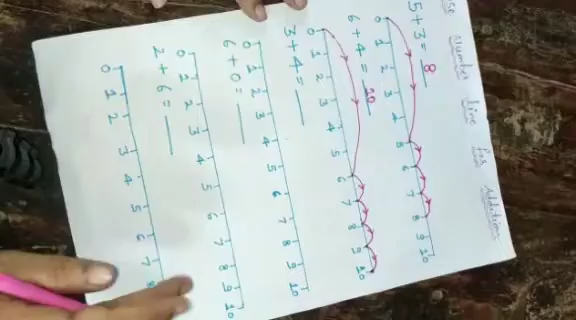 Number line for Addition
5+3= 8
0 1 2 3 4 5 6 7 8 9 10
6+4= 10
0 1 2 3 4 5 6 7 8 9 10
3+4=
0 1 2 3 4 5 6 7 8 9 10
6+0=
0 1 2 3 4 5 6 7 8 9 10
2+6=
0 1 2 3 4 5 6 7 8